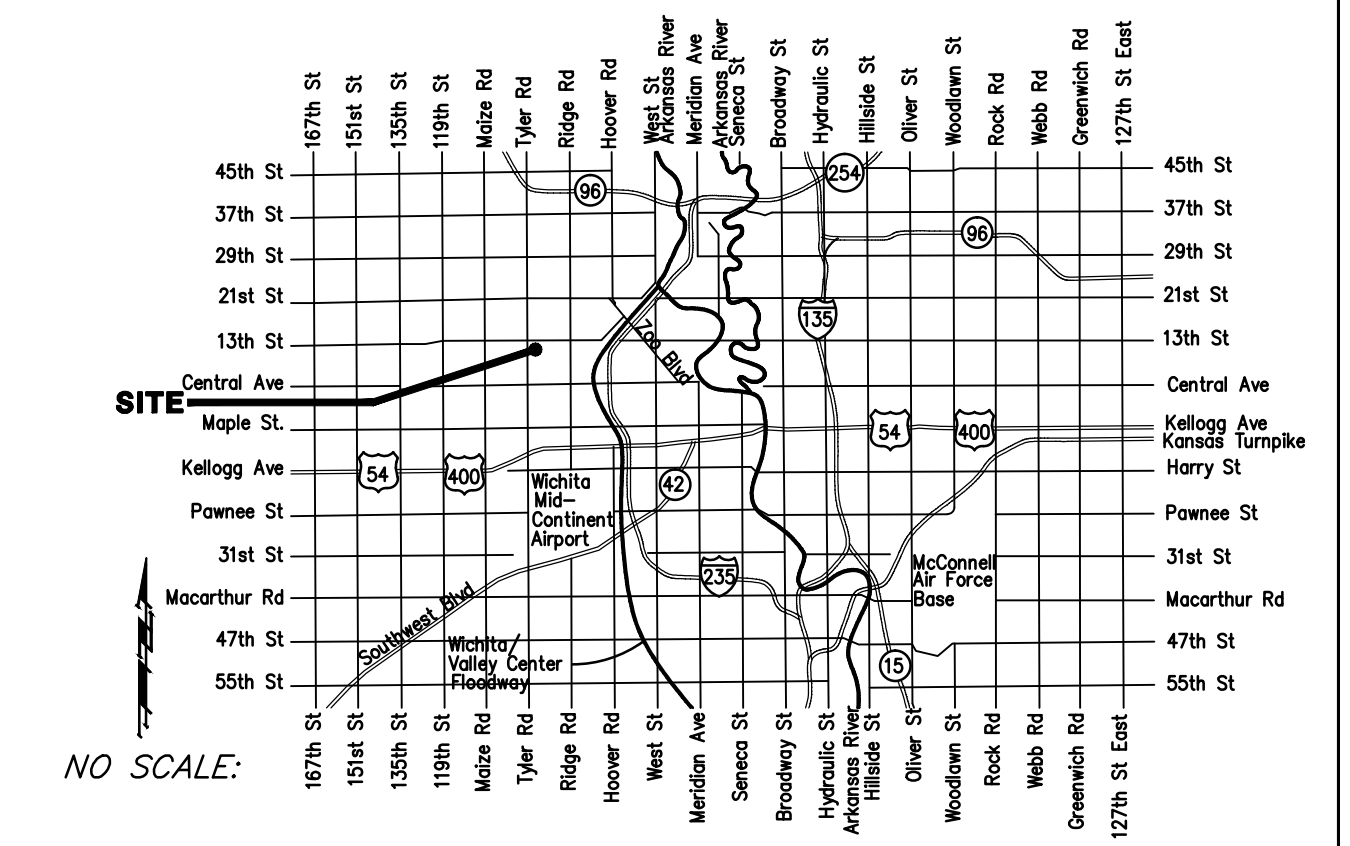 167th St
151st St
135th St
119th St
Maize Rd
Tyler Rd
Ridge Rd
Hoover Rd
West St
Arkansas River
Meridian Ave
Arkansas River
Seneca St
Broadway St
Hydraulic St
Hillside St
Oliver St
Woodlawn St
Rock Rd
Webb Rd
Greenwich Rd
127th St East
45th St
37th St
29th St
21st St
13th St
Central Ave
SITE
Maple St.
Kellogg Ave
Pawnee St
31st St
Macarthur Rd
47th St
55th St
96
254
96
135
Zoo Blvd
54
400
54
400
42
Wichita
Mid-
Continent
Airport
235
McConnell
Air Force
Base
Southwest Blvd
Wichita/
Valley Center
Floodway
15
45th St
37th St
29th St
21st St
13th St
Central Ave
Kellogg Ave
Kansas Turnpike
Harry St
Pawnee St
31st St
Macarthur Rd
47th St
55th St
NO SCALE:
167th St
151st St
135th St
119th St
Maize Rd
Tyler Rd
Ridge Rd
Hoover Rd
West St
Meridian Ave
Seneca St
Broadway St
Hydraulic St
Arkansas River
Hillside St
Oliver St
Woodlawn St
Rock Rd
Webb Rd
Greenwich Rd
127th St East